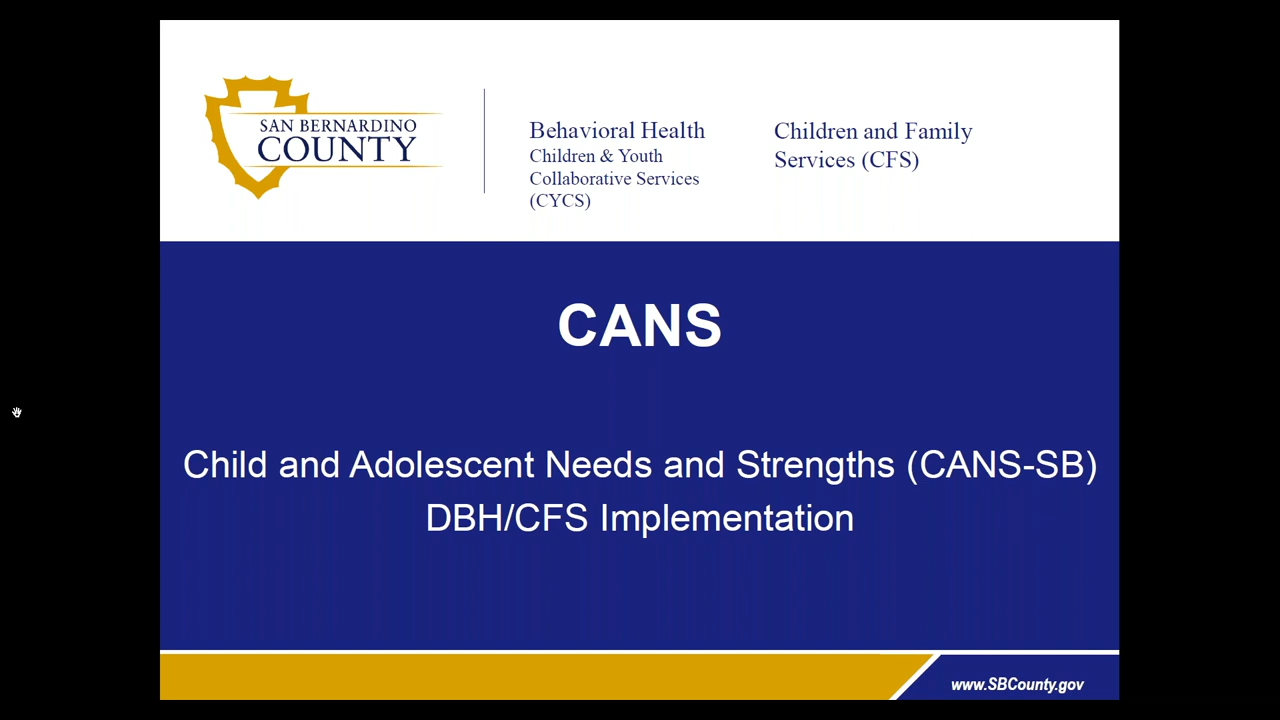 SAN BERNARDINO
COUNTY
Behavioral Health
Children & Youth
Collaborative Services
(CYCS)
Children and Family
Services (CFS)
CANS
Child and Adolescent Needs and Strengths (CANS-SB)
DBH/CFS Implementation
www.SBCounty.gov